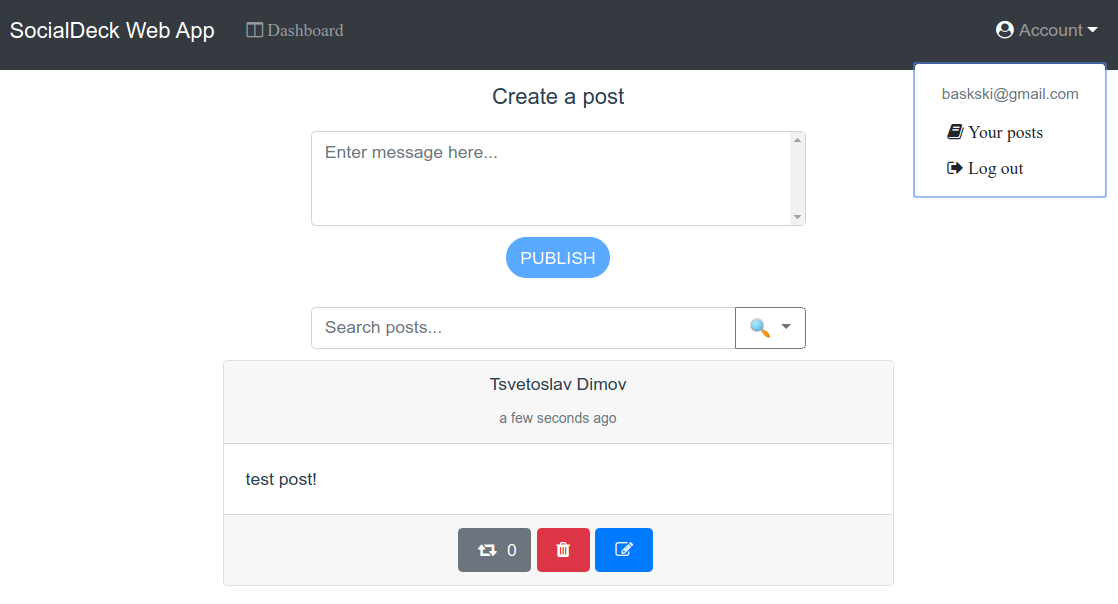 SocialDeck Web App
Dashboard
Account
baskski@gmail.com
Your posts
Log out
Create a post
Enter message here...
PUBLISH
Search posts...
Tsvetoslav Dimov
a few seconds ago
test post!
0